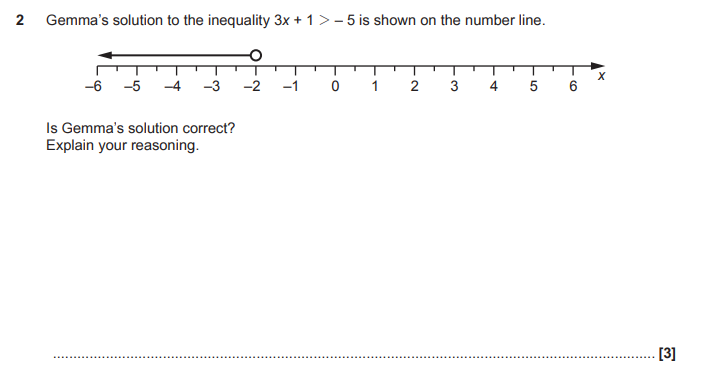 2 Gemma's solution to the inequality 3x + 1 > – 5 is shown on the number line.
–6 –5 –4 –3 –2 –1 0 1 2 3 4 5 6 x
Is Gemma's solution correct?
Explain your reasoning.
.......................................................................................................................................................... [3]